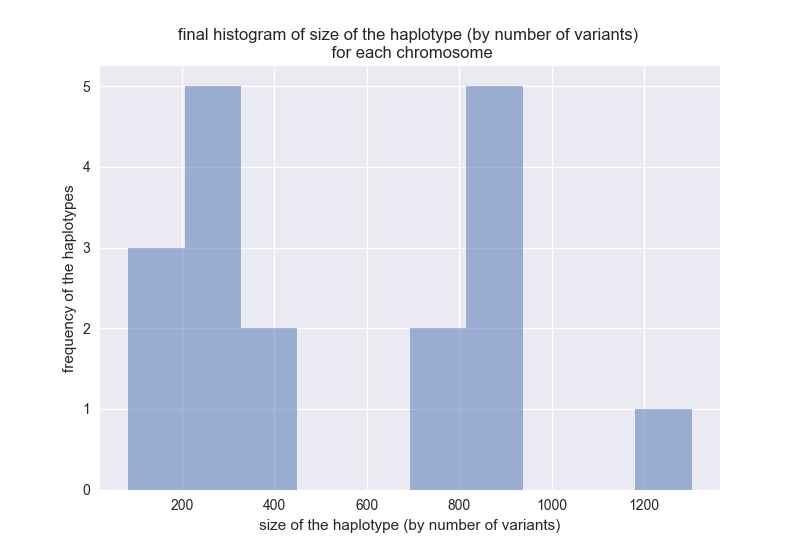 final histogram of size of the haplotype (by number of variants)
for each chromosome
5
4
3
2
1
0
frequency of the haplotypes
200 400 600 800 1000 1200
size of the haplotype (by number of variants)